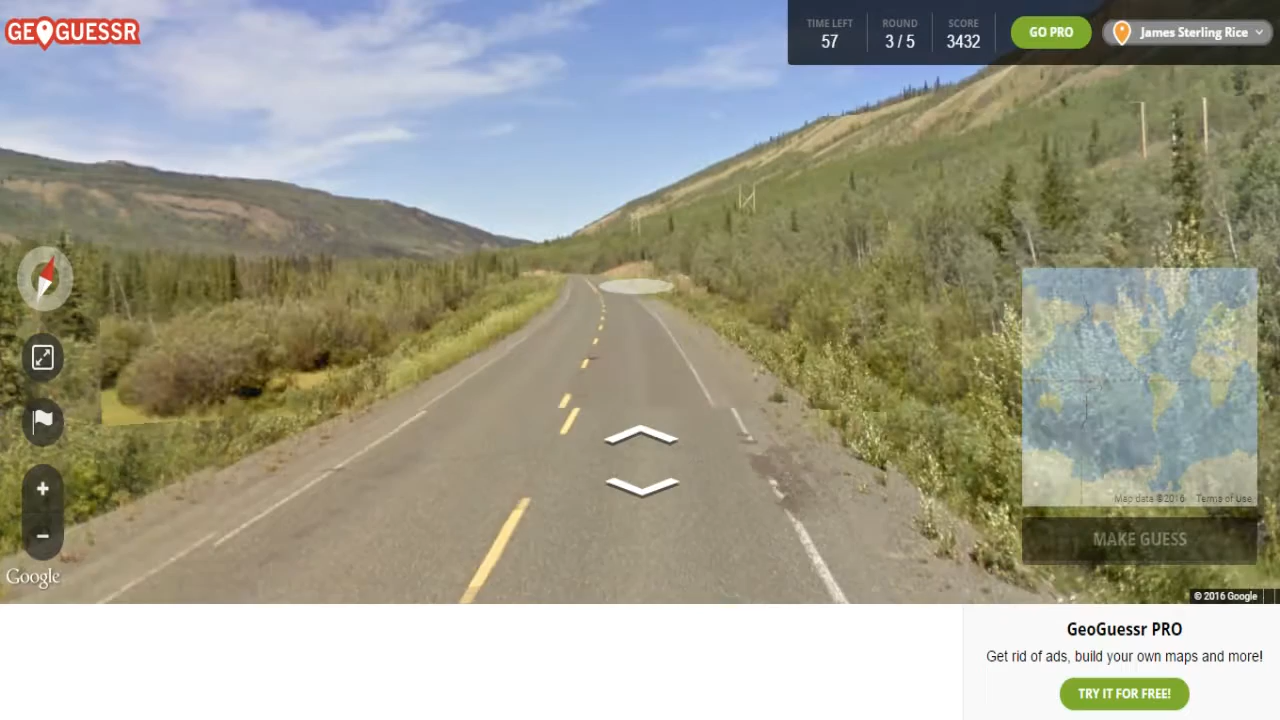 GEOGUESSR
TIME LEFT
57
ROUND
3 / 5
SCORE
3432
GO PRO
James Sterling Rice
Map data ©2016
Terms of Use
MAKE GUESS
Google
© 2016 Google
GeoGuessr PRO
Get rid of ads, build your own maps and more!
TRY IT FOR FREE!